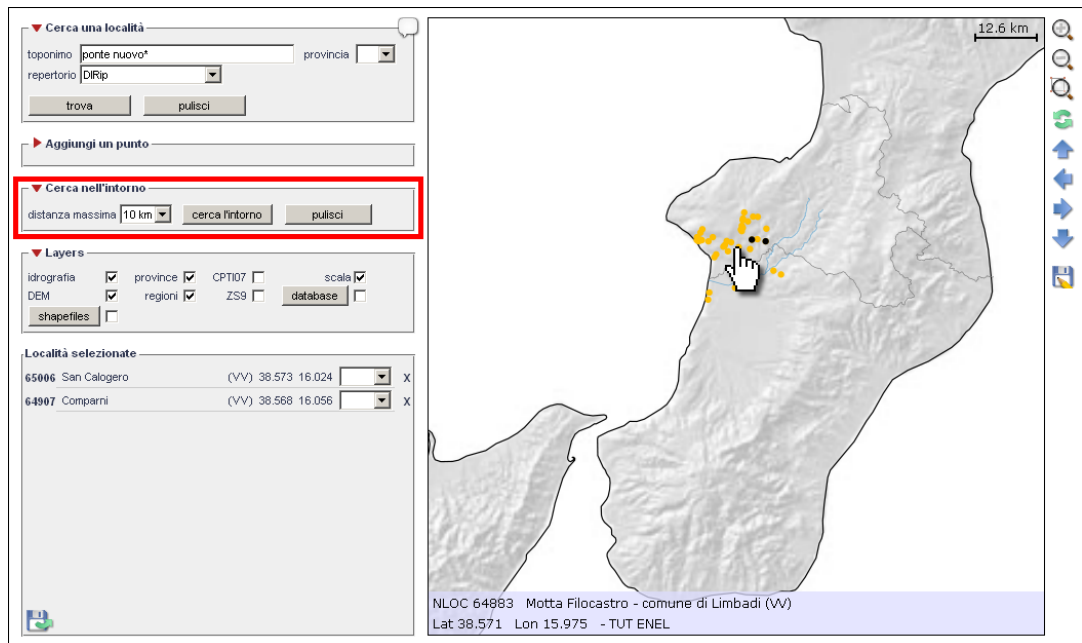 Cerca una località
toponimo ponte nuovo* provincia
repertorio DIRip
trova pulisci
Aggiungi un punto
Cerca nell'intorno
distanza massima 10 km cerca l'intorno pulisci
Layers
idrografia province CPTI07 scala
DEM regioni ZS9 database
shapefiles
Località selezionate
65006 San Calogero (VV) 38.573 16.024 X
64907 Comparni (VV) 38.568 16.056 X
12.6 km
NLOC 64883 Motta Filocastro - comune di Limbadi (VV)
Lat 38.571 Lon 15.975 - TUT ENEL